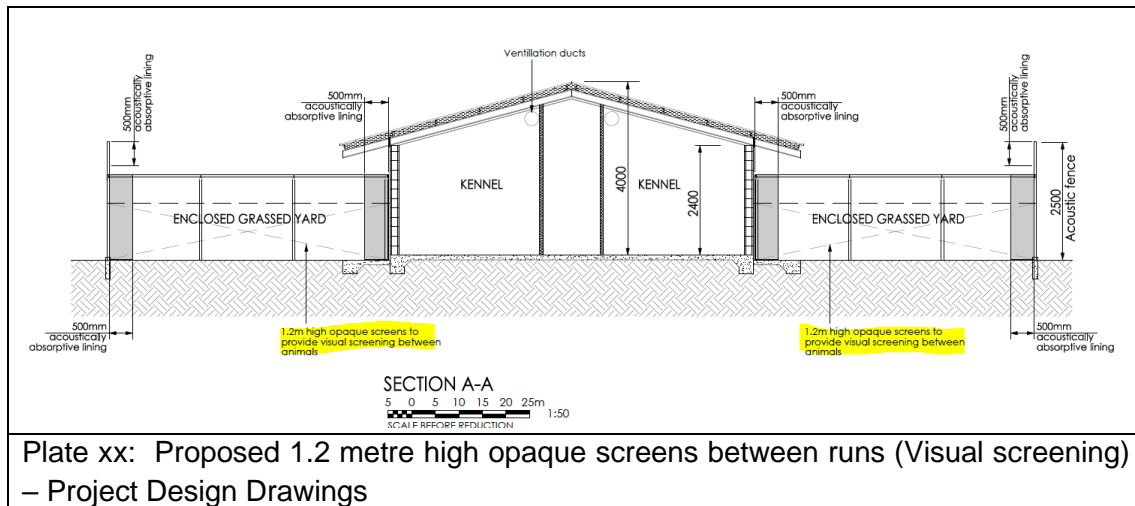 Ventillation ducts
500mm
acoustically
absorptive lining
500mm
acoustically
absorptive lining
500mm
acoustically
absorptive lining
500mm
acoustically
absorptive lining
KENNEL
4000
KENNEL
2400
2500
Acoustic fence
ENCLOSED GRASSED YARD
ENCLOSED GRASSED YARD
500mm
acoustically
absorptive lining
1.2m high opaque screens to
provide visual screening between
animals
1.2m high opaque screens to
provide visual screening between
animals
500mm
acoustically
absorptive lining
SECTION A-A
5 0 5 10 15 20 25m
1:50
SCALE BEFORE REDUCTION
Plate xx: Proposed 1.2 metre high opaque screens between runs (Visual screening)
– Project Design Drawings